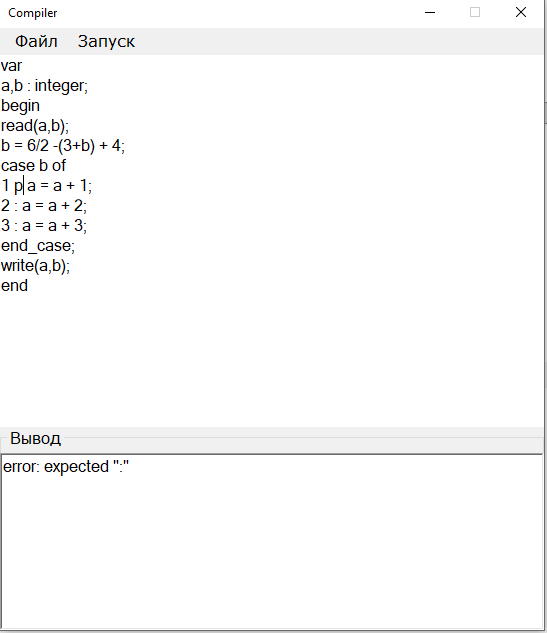 Compiler
Файл Запуск
var
a,b : integer;
begin
read(a,b);
b = 6/2 -(3+b) + 4;
case b of
1 p a = a + 1;
2 : a = a + 2;
3 : a = a + 3;
end_case;
write(a,b);
end
Вывод
error: expected ":"